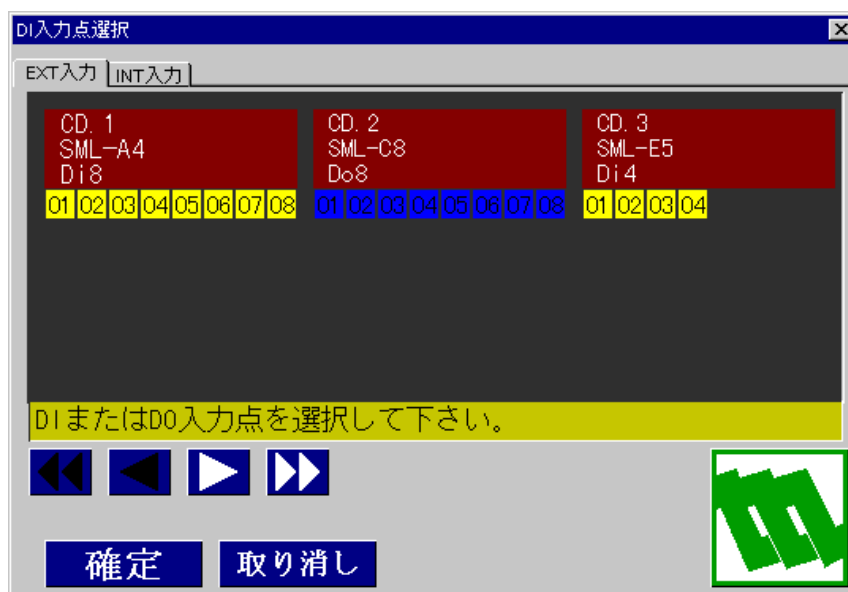 DI入力点選択
EXT入力 INT入力
CD. 1
SML-A4
Di8
01 02 03 04 05 06 07 08
CD. 2
SML-C8
Do8
01 02 03 04 05 06 07 08
CD. 3
SML-E5
Di4
01 02 03 04
DIまたはDO入力点を選択して下さい。
確定 取り消し